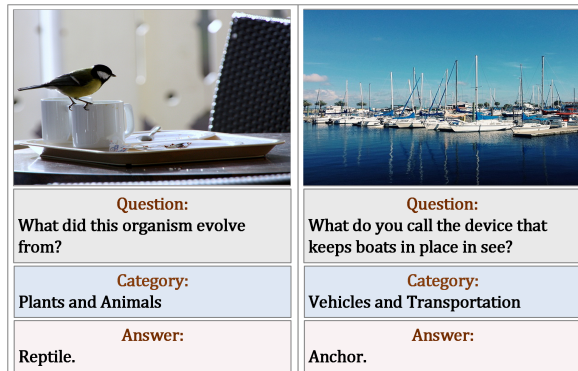 Question:
What did this organism evolve
from?
Category:
Plants and Animals
Answer:
Reptile.
Question:
What do you call the device that
keeps boats in place in see?
Category:
Vehicles and Transportation
Answer:
Anchor.